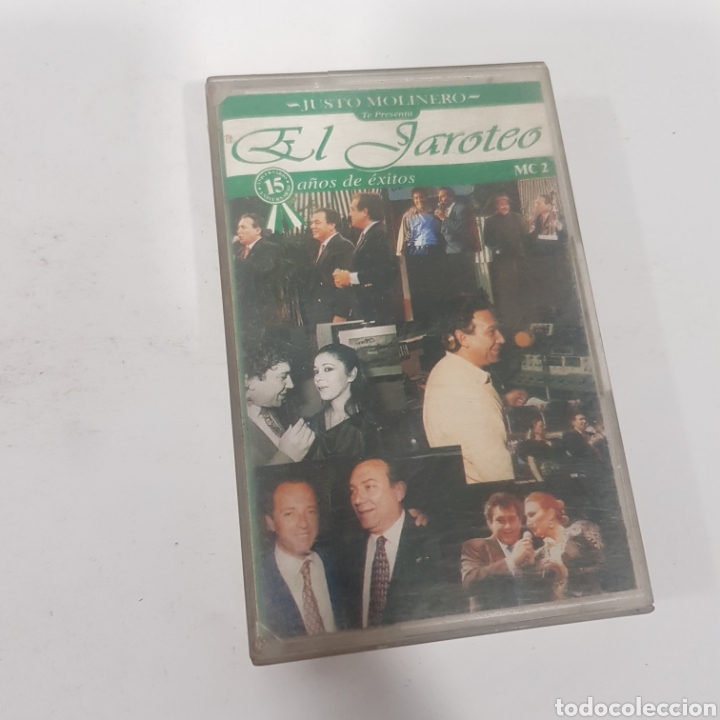 ~JUSTO MOLINERO~
Te Presenta
El Jaroteo
15 años de éxitos
MC 2
todocoleccion